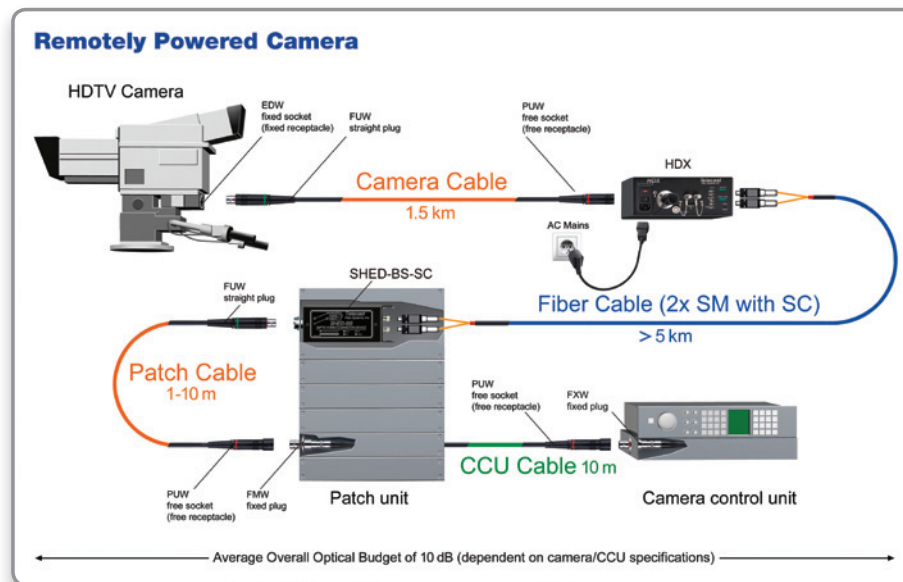 Remotely Powered Camera
HDTV Camera
EDW
fixed socket
(fixed receptacle)
FUW
straight plug
PUW
free socket
(free receptacle)
HDX
Camera Cable
1.5 km
AC Mains
SHED-BS-SC
FUW
straight plug
Fiber Cable (2x SM with SC)
> 5 km
Patch Cable
1-10 m
PUW
free socket
(free receptacle)
FXW
fixed plug
CCU Cable 10 m
PUW
free socket
(free receptacle)
FMW
fixed plug
Patch unit
Camera control unit
Average Overall Optical Budget of 10 dB (dependent on camera/CCU specifications)